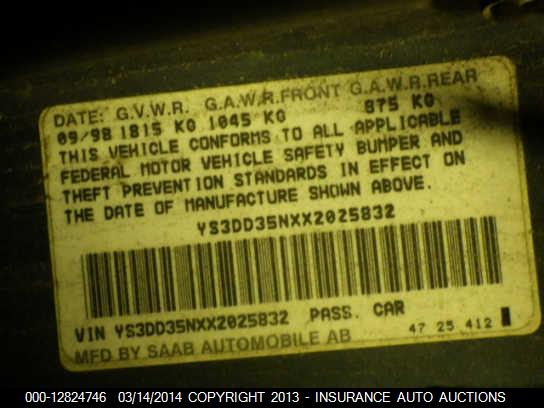 DATE: G.V.W.R. G.A.W.R.FRONT G.A.W.R.REAR
09/98 1815 KG 1045 KG 875 KG
THIS VEHICLE CONFORMS TO ALL APPLICABLE
FEDERAL MOTOR VEHICLE SAFETY BUMPER AND
THEFT PREVENTION STANDARDS IN EFFECT ON
THE DATE OF MANUFACTURE SHOWN ABOVE.
YS3DD35NXX2025832
VIN YS3DD35NXX2025832 PASS. CAR
MFD BY SAAB AUTOMOBILE AB 47 25 412
000-12824746 03/14/2014 COPYRIGHT 2013 - INSURANCE AUTO AUCTIONS